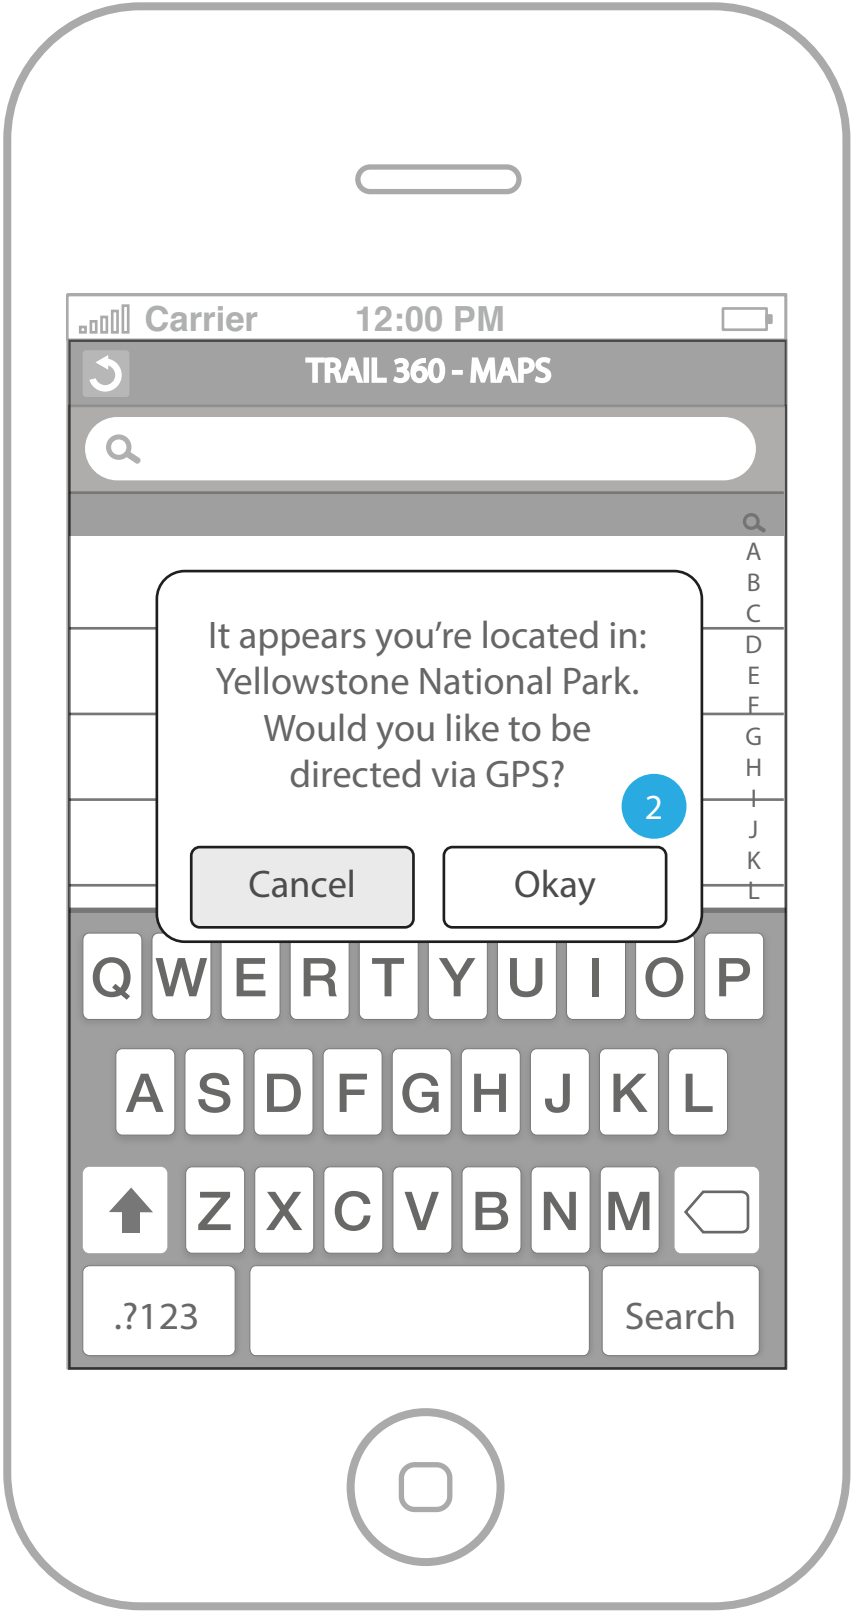 Carrier 12:00 PM
TRAIL 360 - MAPS
A
B
C
D
E
F
G
H
I
J
K
L
It appears you’re located in:
Yellowstone National Park.
Would you like to be
directed via GPS?
2
Cancel Okay
Q W E R T Y U I O P
A S D F G H J K L
Z X C V B N M
.?123 Search